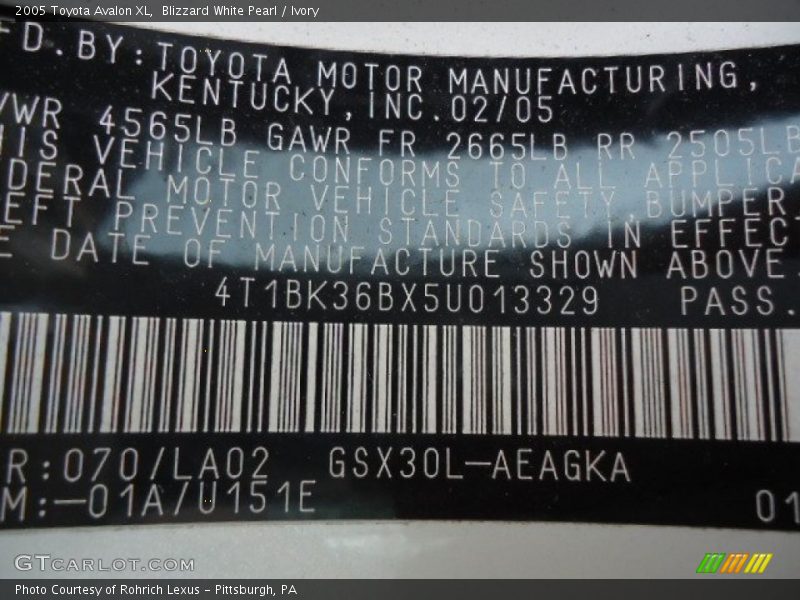 2005 Toyota Avalon XL, Blizzard White Pearl / Ivory
FD.BY:TOYOTA MOTOR MANUFACTURING,
KENTUCKY,INC.02/05
VWR 4565LB GAWR FR 2665LB RR 2505LB
HIS VEHICLE CONFORMS TO ALL APPLICA
DERAL MOTOR VEHICLE SAFETY,BUMPER
EFT PREVENTION STANDARDS IN EFFEC
E DATE OF MANUFACTURE SHOWN ABOVE.
4T1BK36BX5U013329 PASS.
R:070/LA02 GSX30L-AEAGKA
M:-01A/U151E 01
GTCARLOT.COM
Photo Courtesy of Rohrich Lexus - Pittsburgh, PA